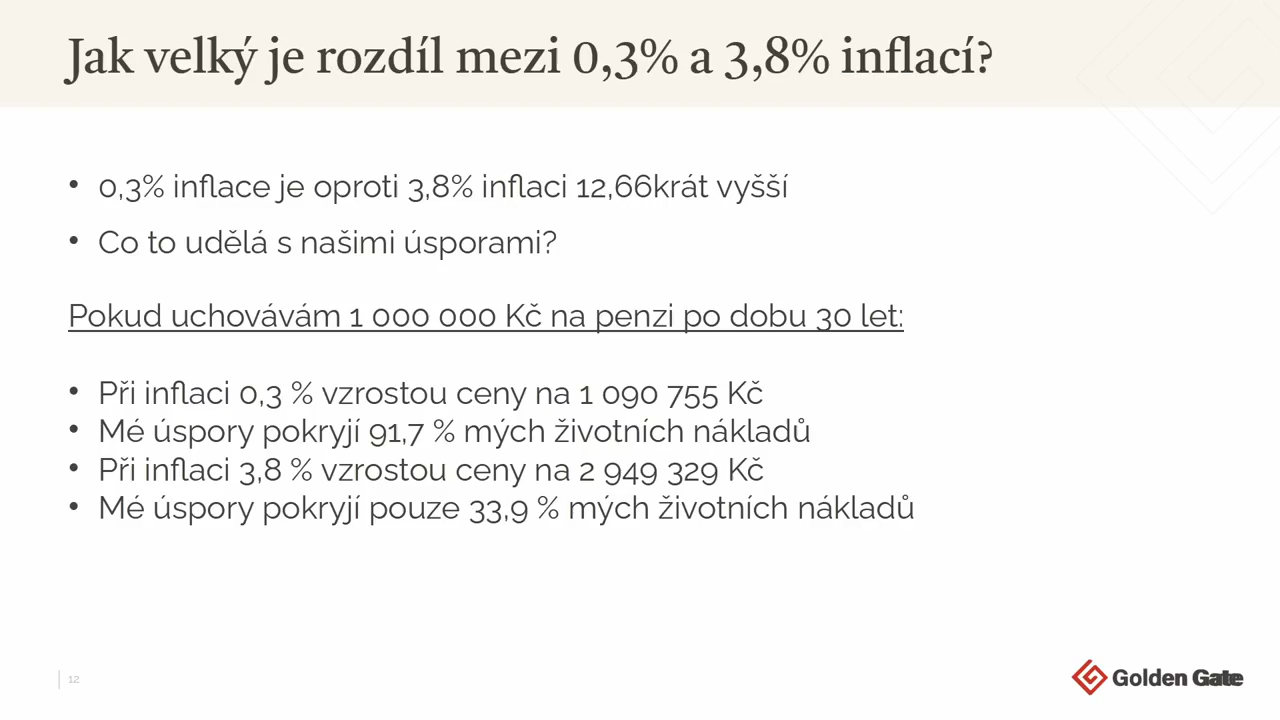 Jak velký je rozdíl mezi 0,3% a 3,8% inflací?
• 0,3% inflace je oproti 3,8% inflaci 12,66krát vyšší
• Co to udělá s našimi úsporami?
Pokud uchovávám 1 000 000 Kč na penzi po dobu 30 let:
• Při inflaci 0,3 % vzrostou ceny na 1 090 755 Kč
• Mé úspory pokryjí 91,7 % mých životních nákladů
• Při inflaci 3,8 % vzrostou ceny na 2 949 329 Kč
• Mé úspory pokryjí pouze 33,9 % mých životních nákladů
12
Golden Gate